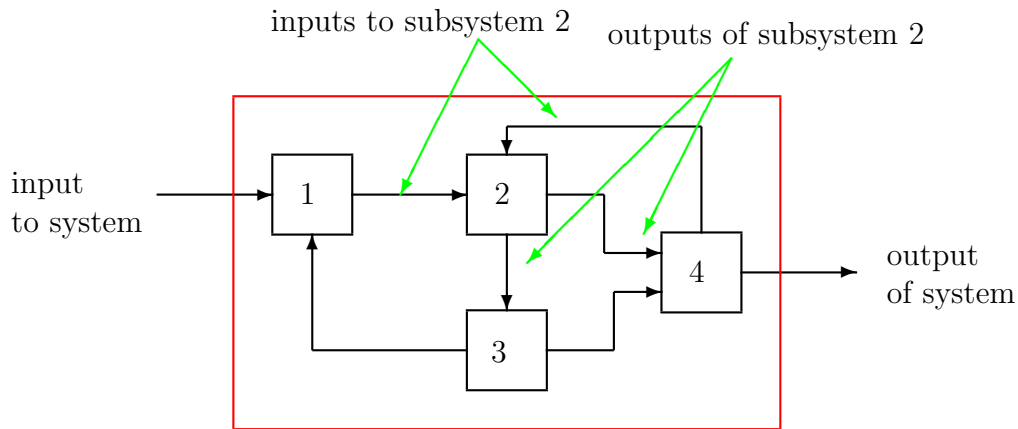 inputs to subsystem 2
outputs of subsystem 2
input
to system
1
2
3
4
output
of system